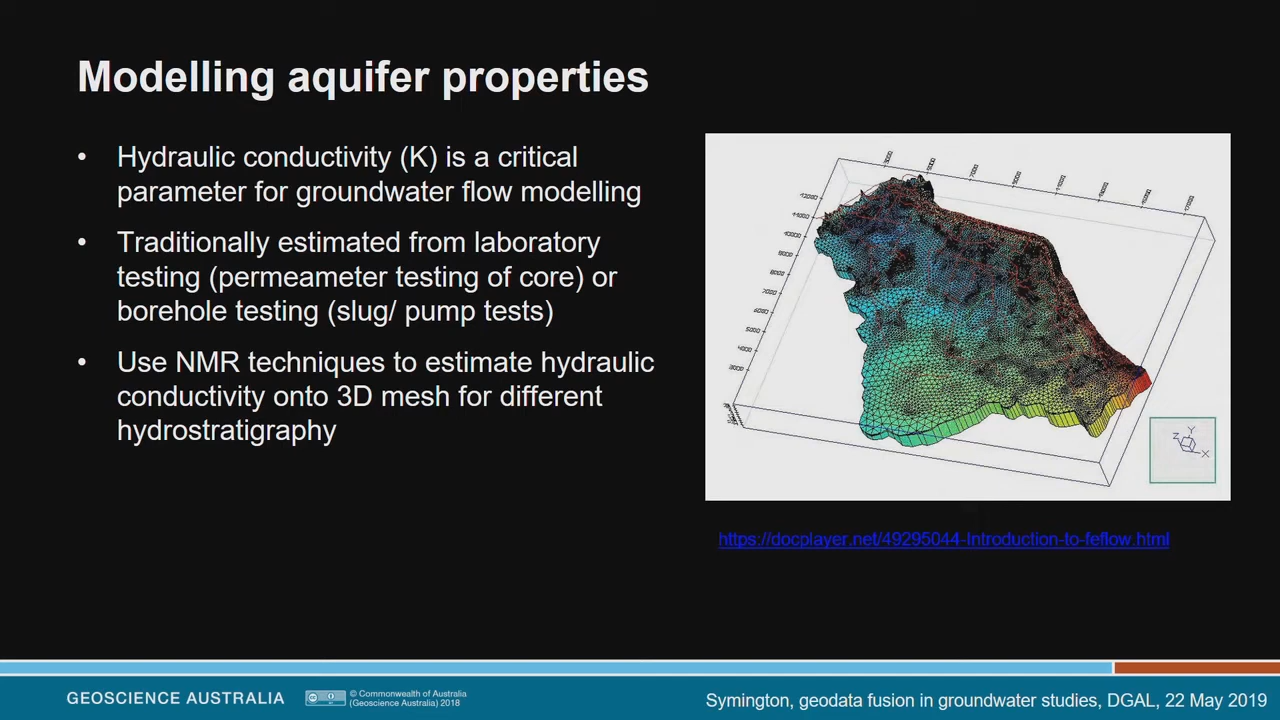 Modelling aquifer properties
• Hydraulic conductivity (K) is a critical
parameter for groundwater flow modelling
• Traditionally estimated from laboratory
testing (permeameter testing of core) or
borehole testing (slug/ pump tests)
• Use NMR techniques to estimate hydraulic
conductivity onto 3D mesh for different
hydrostratigraphy
Z Y X
https://docplayer.net/49295044-Introduction-to-feflow.html
GEOSCIENCE AUSTRALIA
© Commonwealth of Australia
(Geoscience Australia) 2018
Symington, geodata fusion in groundwater studies, DGAL, 22 May 2019